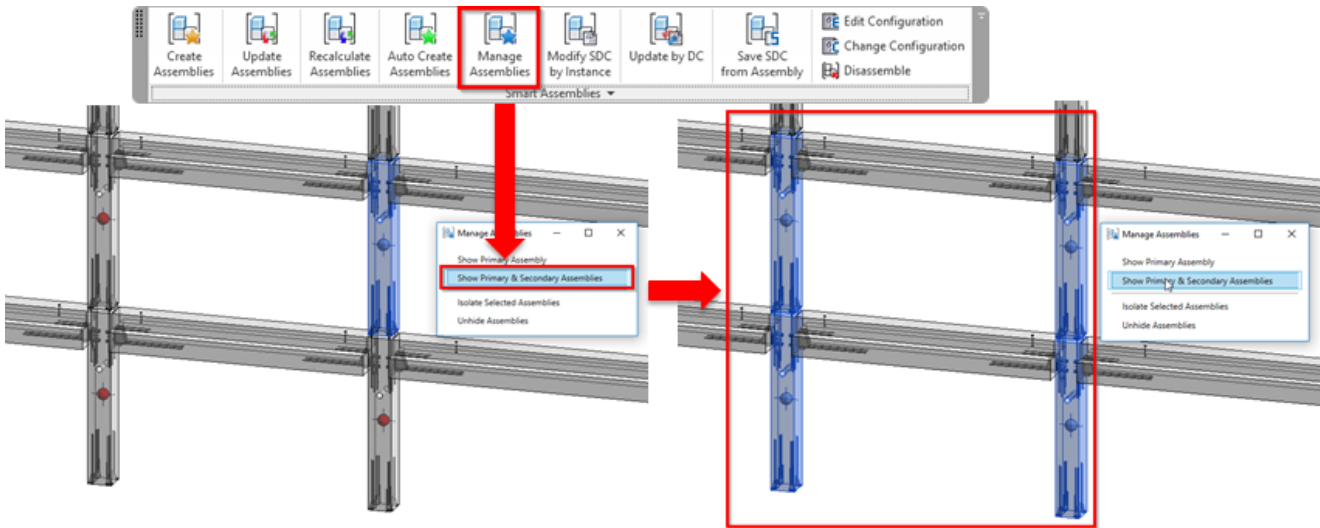 Create Assemblies
Update Assemblies
Recalculate Assemblies
Auto Create Assemblies
Manage Assemblies
Modify SDC by Instance
Update by DC
Save SDC from Assembly
Edit Configuration
Change Configuration
Disassemble
Smart Assemblies
Manage Assemblies
Show Primary Assembly
Show Primary & Secondary Assemblies
Isolate Selected Assemblies
Unhide Assemblies
Manage Assemblies
Show Primary Assembly
Show Primary & Secondary Assemblies
Isolate Selected Assemblies
Unhide Assemblies